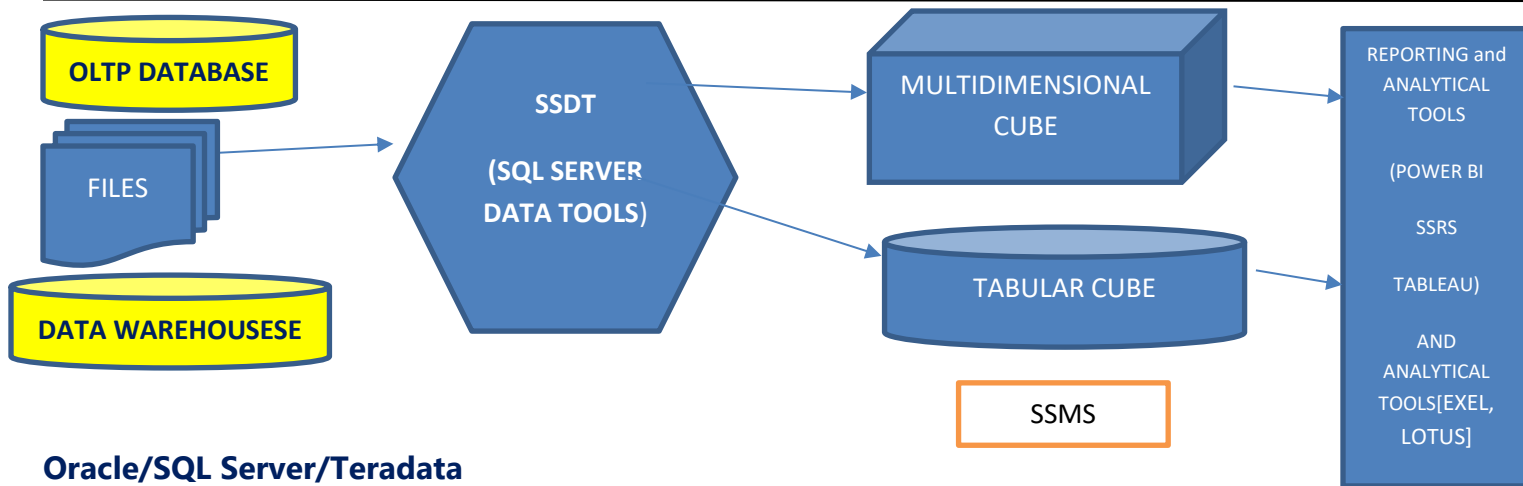 OLTP DATABASE
FILES
DATA WAREHOUSESE
Oracle/SQL Server/Teradata
SSDT
(SQL SERVER
DATA TOOLS)
MULTIDIMENSIONAL
CUBE
TABULAR CUBE
SSMS
REPORTING and
ANALYTICAL
TOOLS
(POWER BI
SSRS
TABLEAU)
AND
ANALYTICAL
TOOLS[EXEL,
LOTUS]